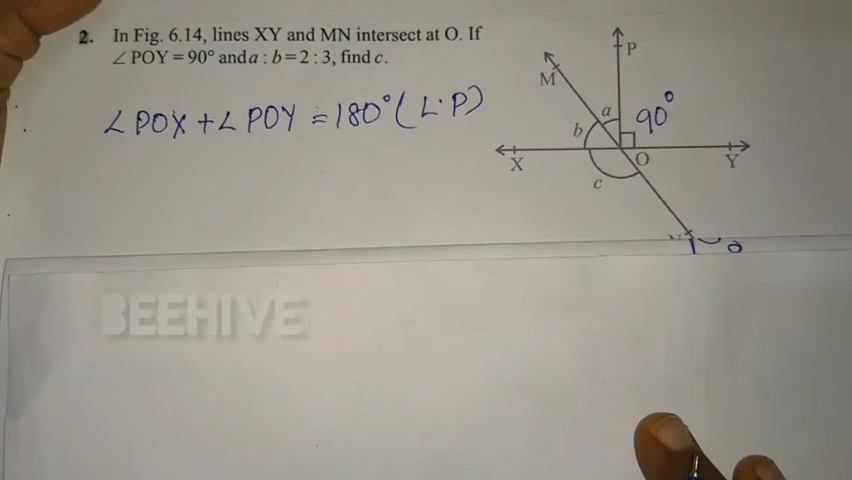 2. In Fig. 6.14, lines XY and MN intersect at O. If
∠POY = 90° and a : b = 2 : 3, find c.
∠POX + ∠POY = 180° (L.P)
P
M
a
90°
b
X
O
Y
c
BEEHIVE